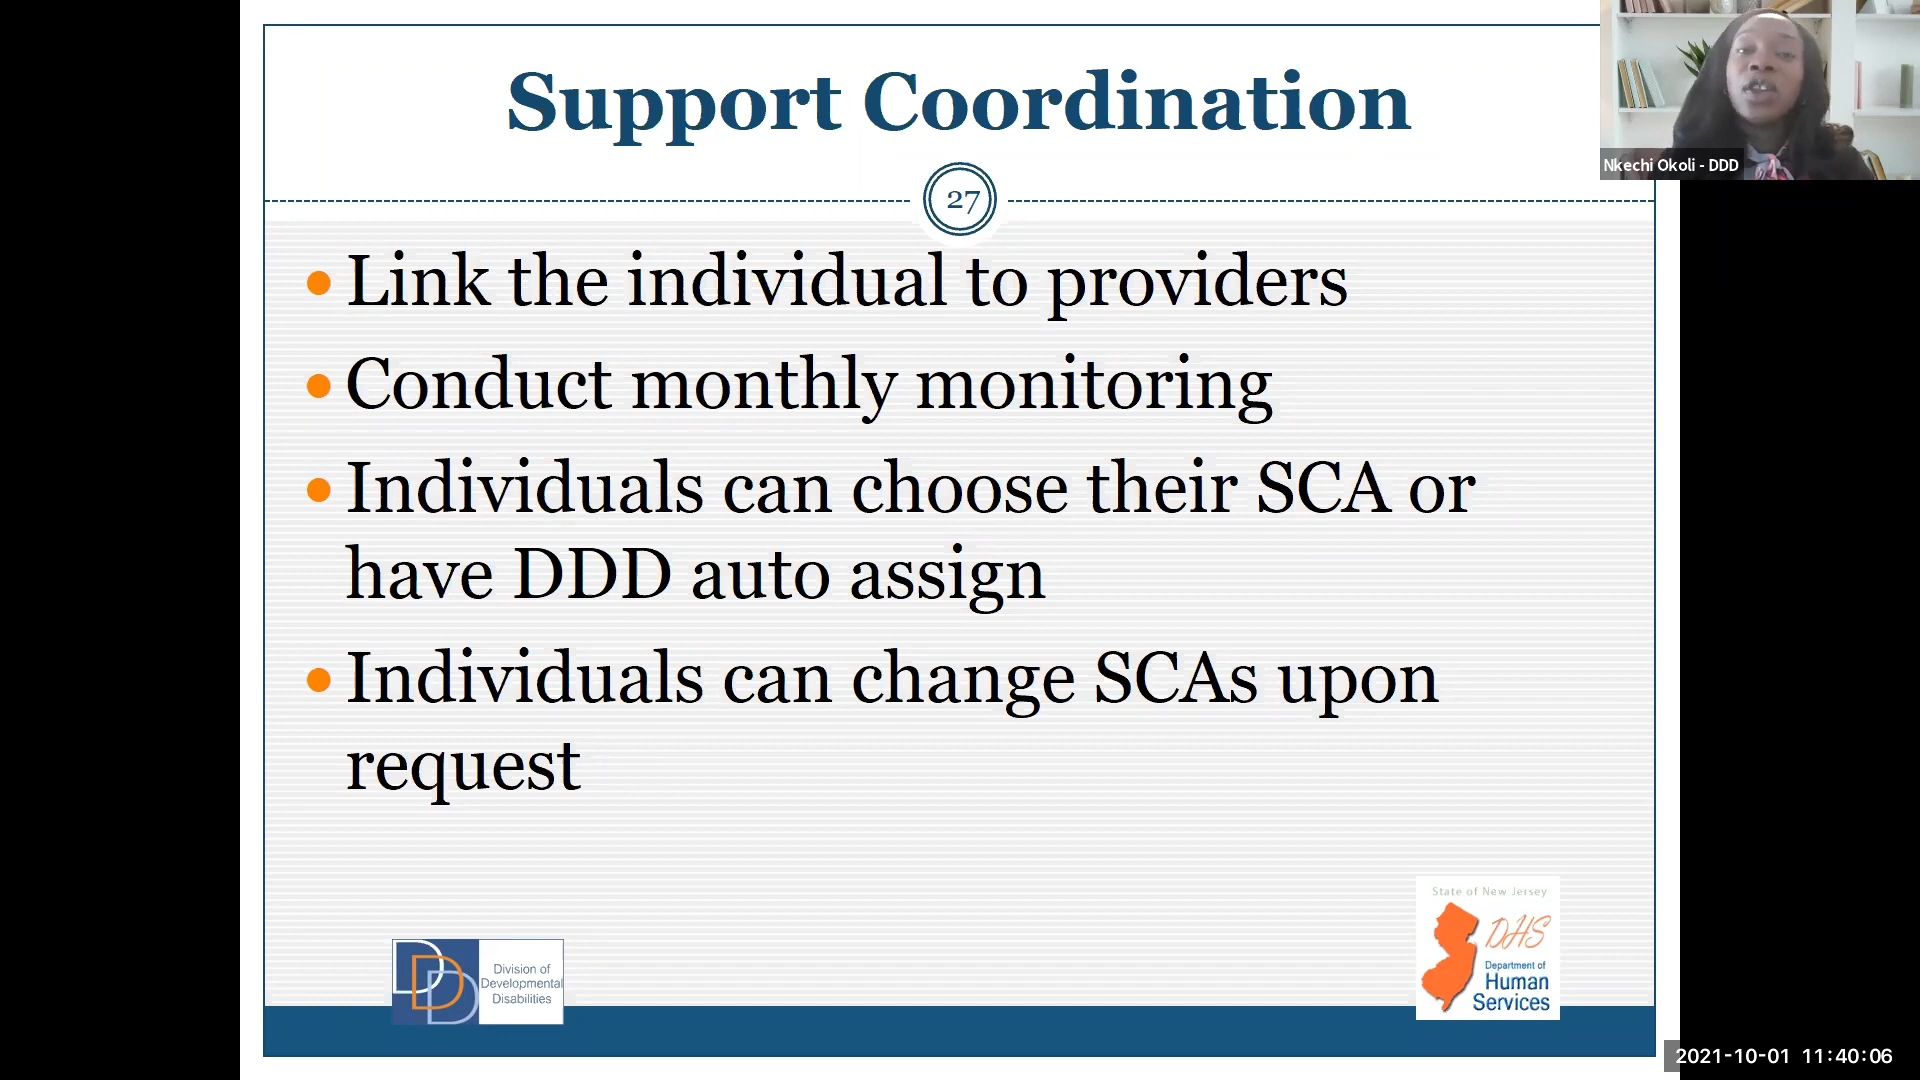 Support Coordination
Nkechi Okoli - DDD
27
Link the individual to providers
Conduct monthly monitoring
Individuals can choose their SCA or
have DDD auto assign
Individuals can change SCAs upon
request
DDD
Division of
Developmental
Disabilities
State of New Jersey
DHS
Department of
Human
Services
2021-10-01 11:40:06